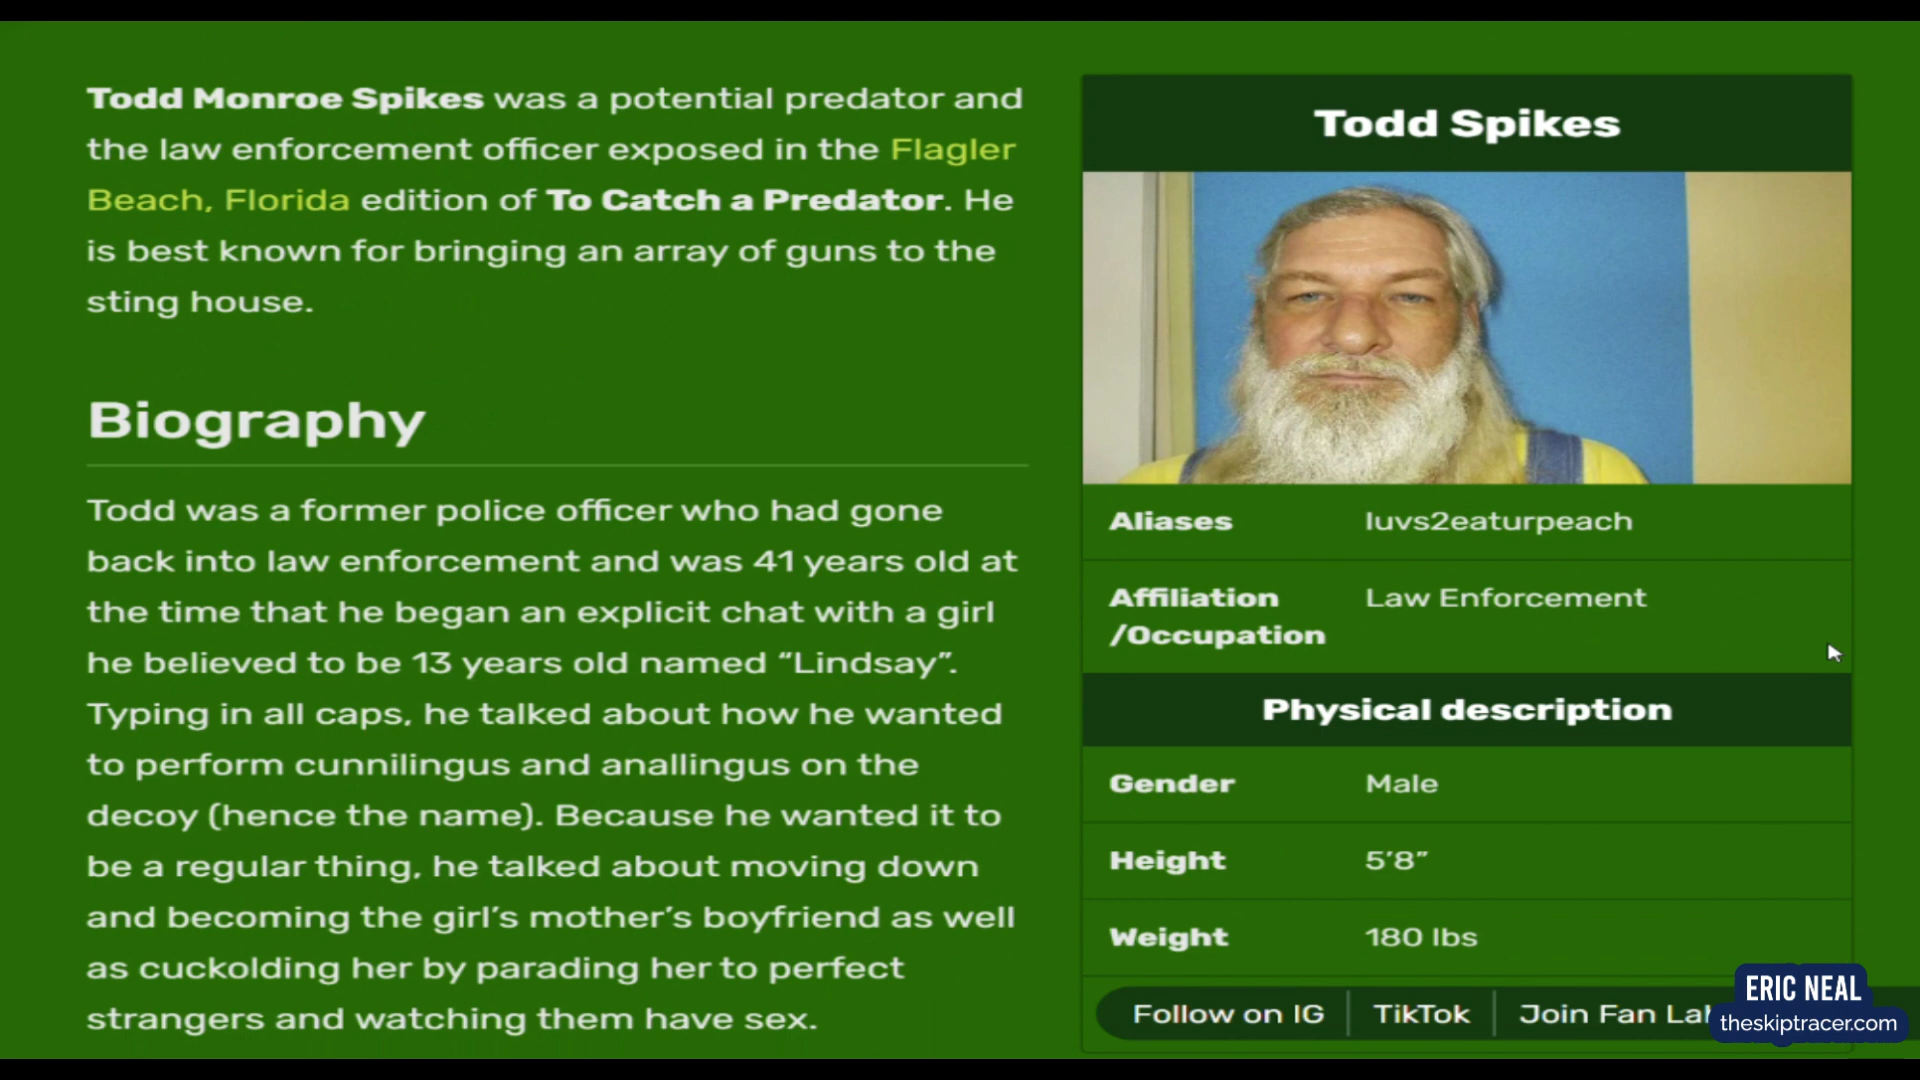 Todd Monroe Spikes was a potential predator and
the law enforcement officer exposed in the Flagler
Beach, Florida edition of To Catch a Predator. He
is best known for bringing an array of guns to the
sting house.
Biography
Todd was a former police officer who had gone
back into law enforcement and was 41 years old at
the time that he began an explicit chat with a girl
he believed to be 13 years old named “Lindsay”.
Typing in all caps, he talked about how he wanted
to perform cunnilingus and anallingus on the
decoy (hence the name). Because he wanted it to
be a regular thing, he talked about moving down
and becoming the girl’s mother’s boyfriend as well
as cuckolding her by parading her to perfect
strangers and watching them have sex.
Todd Spikes
Aliases luvs2eaturpeach
Affiliation Law Enforcement
/Occupation
Physical description
Gender Male
Height 5’8”
Weight 180 lbs
Follow on IG TikTok Join Fan
ERIC NEAL
theskiptracer.com